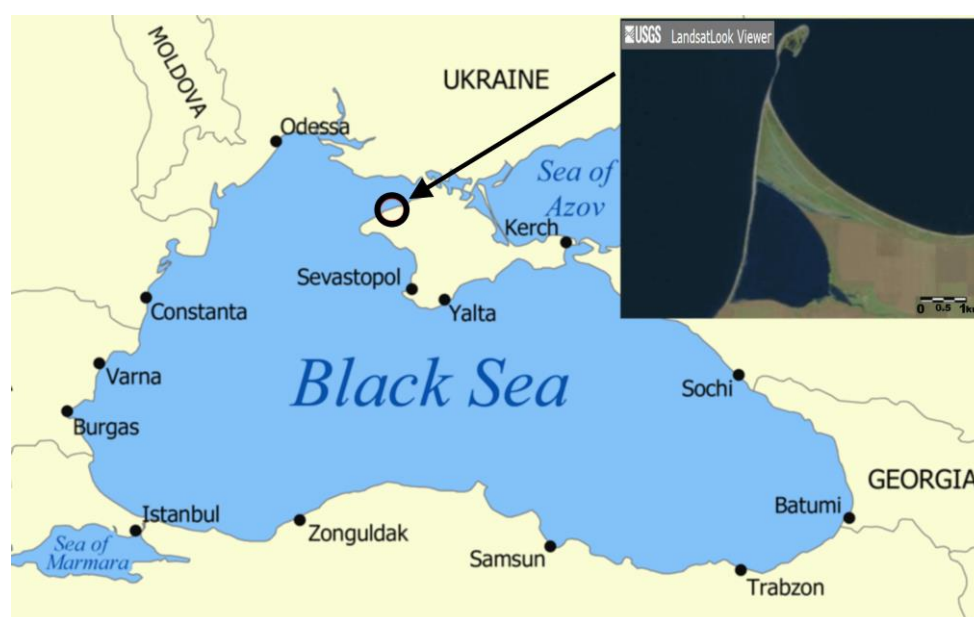 USGS LandsatLook Viewer
MOLDOVA
UKRAINE
Odessa
Sea of
Azov
Kerch
Sevastopol
Yalta
0 0.5 1k
Constanta
Varna
Black Sea
Sochi
Burgas
GEORGIA
Istanbul
Batumi
Zonguldak
Sea of
Marmara
Samsun
Trabzon